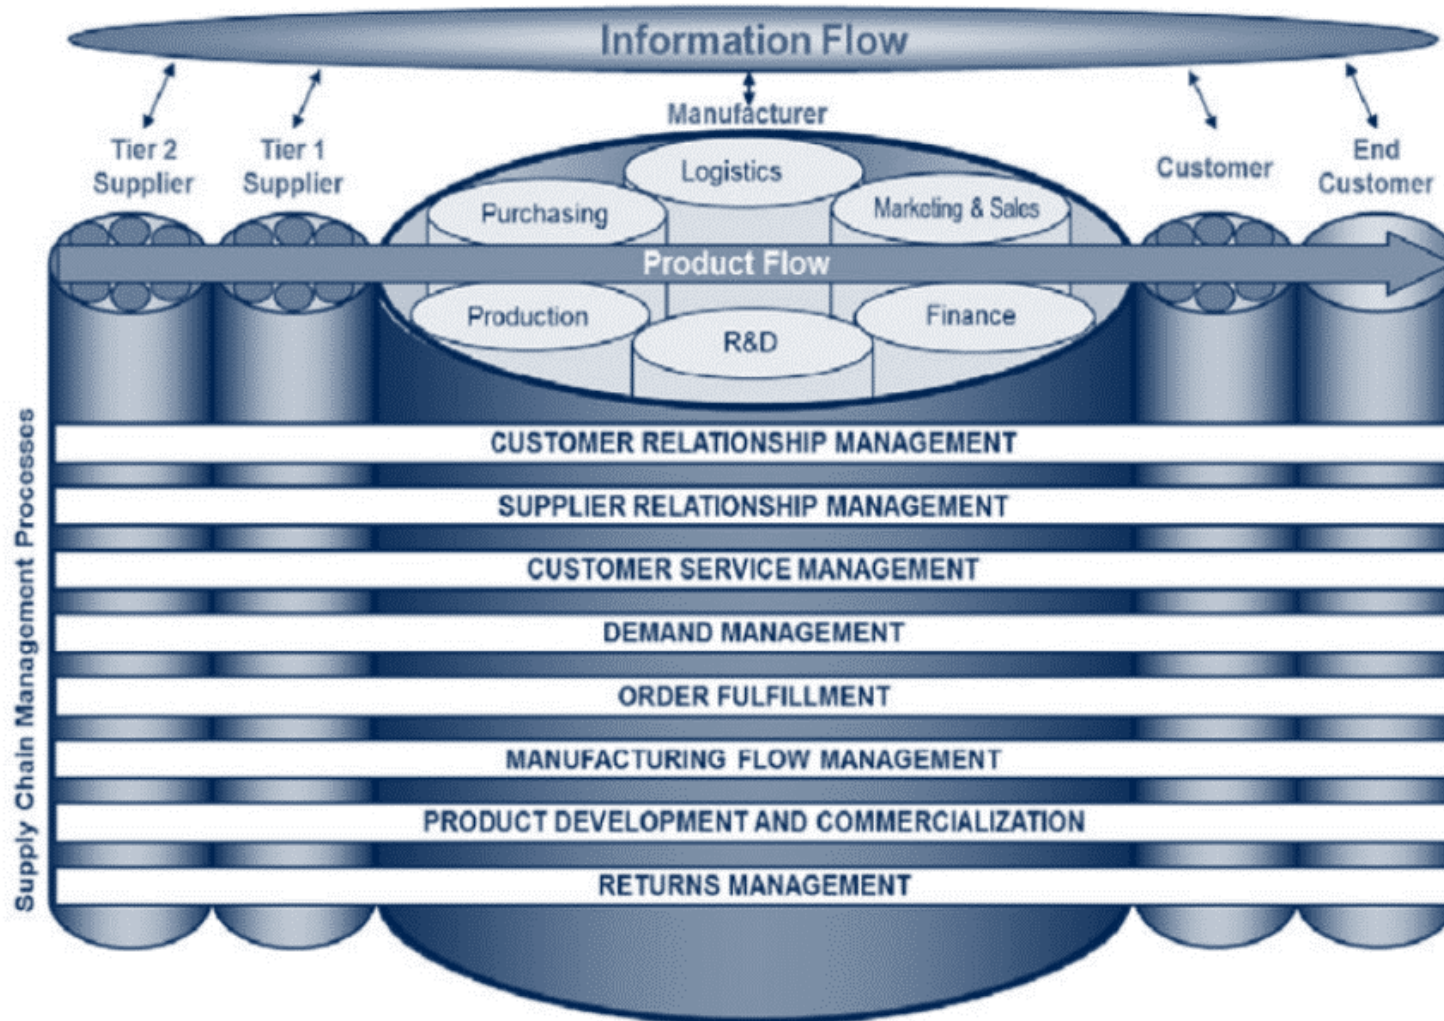 Information Flow
Manufacturer
Tier 2
Supplier
Tier 1
Supplier
Customer
End
Customer
Logistics
Purchasing
Marketing & Sales
Product Flow
Production
R&D
Finance
Supply Chain Management Processes
CUSTOMER RELATIONSHIP MANAGEMENT
SUPPLIER RELATIONSHIP MANAGEMENT
CUSTOMER SERVICE MANAGEMENT
DEMAND MANAGEMENT
ORDER FULFILLMENT
MANUFACTURING FLOW MANAGEMENT
PRODUCT DEVELOPMENT AND COMMERCIALIZATION
RETURNS MANAGEMENT